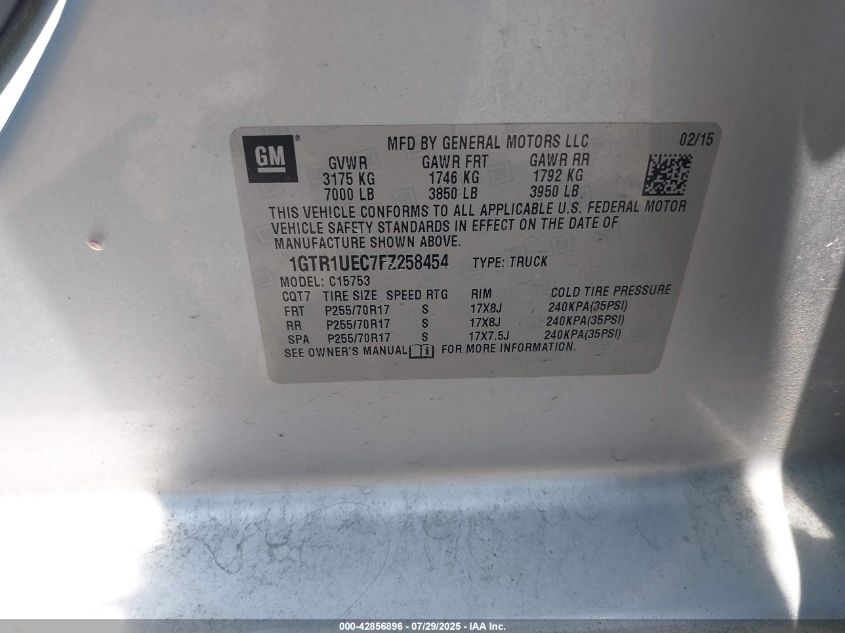 GM ®
MFD BY GENERAL MOTORS LLC 02/15
GVWR GAWR FRT GAWR RR
3175 KG 1746 KG 1792 KG
7000 LB 3850 LB 3950 LB
THIS VEHICLE CONFORMS TO ALL APPLICABLE U.S. FEDERAL MOTOR
VEHICLE SAFETY STANDARDS IN EFFECT ON THE DATE OF
MANUFACTURE SHOWN ABOVE.
1GTR1UEC7FZ258454 TYPE: TRUCK
MODEL: C15753
CQT7 TIRE SIZE SPEED RTG RIM COLD TIRE PRESSURE
FRT P255/70R17 S 17X8J 240KPA(35PSI)
RR P255/70R17 S 17X8J 240KPA(35PSI)
SPA P255/70R17 S 17X7.5J 240KPA(35PSI)
SEE OWNER'S MANUAL FOR MORE INFORMATION.
000-42856896 - 07/29/2025 - IAA Inc.